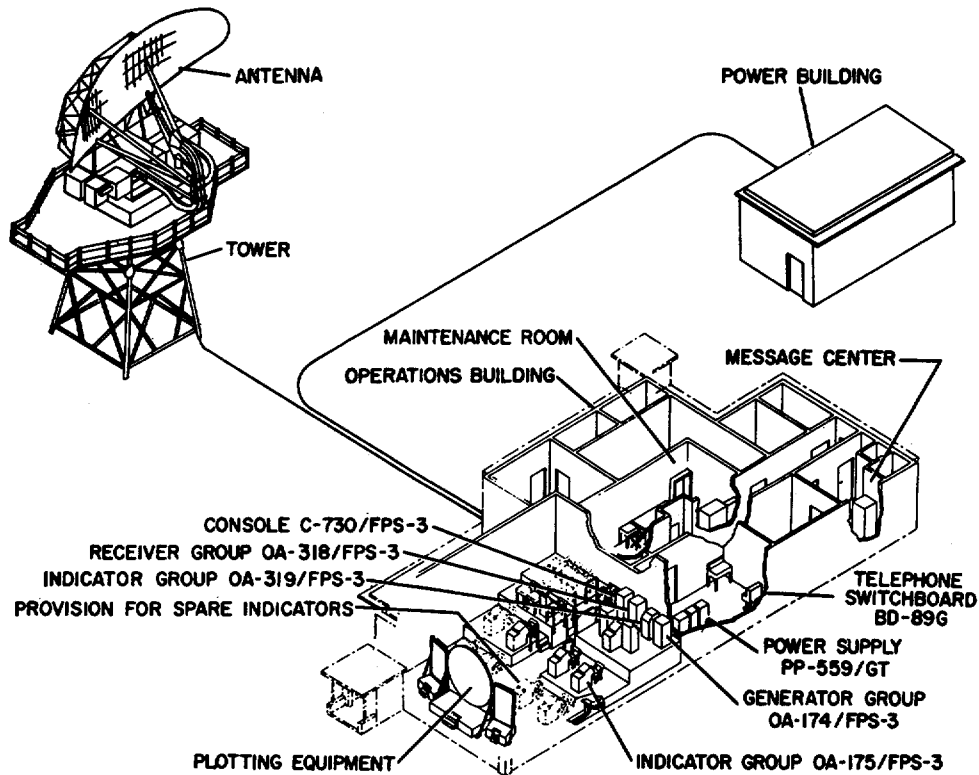 ANTENNA
POWER BUILDING
TOWER
MAINTENANCE ROOM
OPERATIONS BUILDING
MESSAGE CENTER
CONSOLE C-730/FPS-3
RECEIVER GROUP OA-318/FPS-3
INDICATOR GROUP OA-319/FPS-3
PROVISION FOR SPARE INDICATORS
TELEPHONE
SWITCHBOARD
BD-89G
POWER SUPPLY
PP-559/GT
GENERATOR GROUP
OA-174/FPS-3
PLOTTING EQUIPMENT
INDICATOR GROUP OA-175/FPS-3